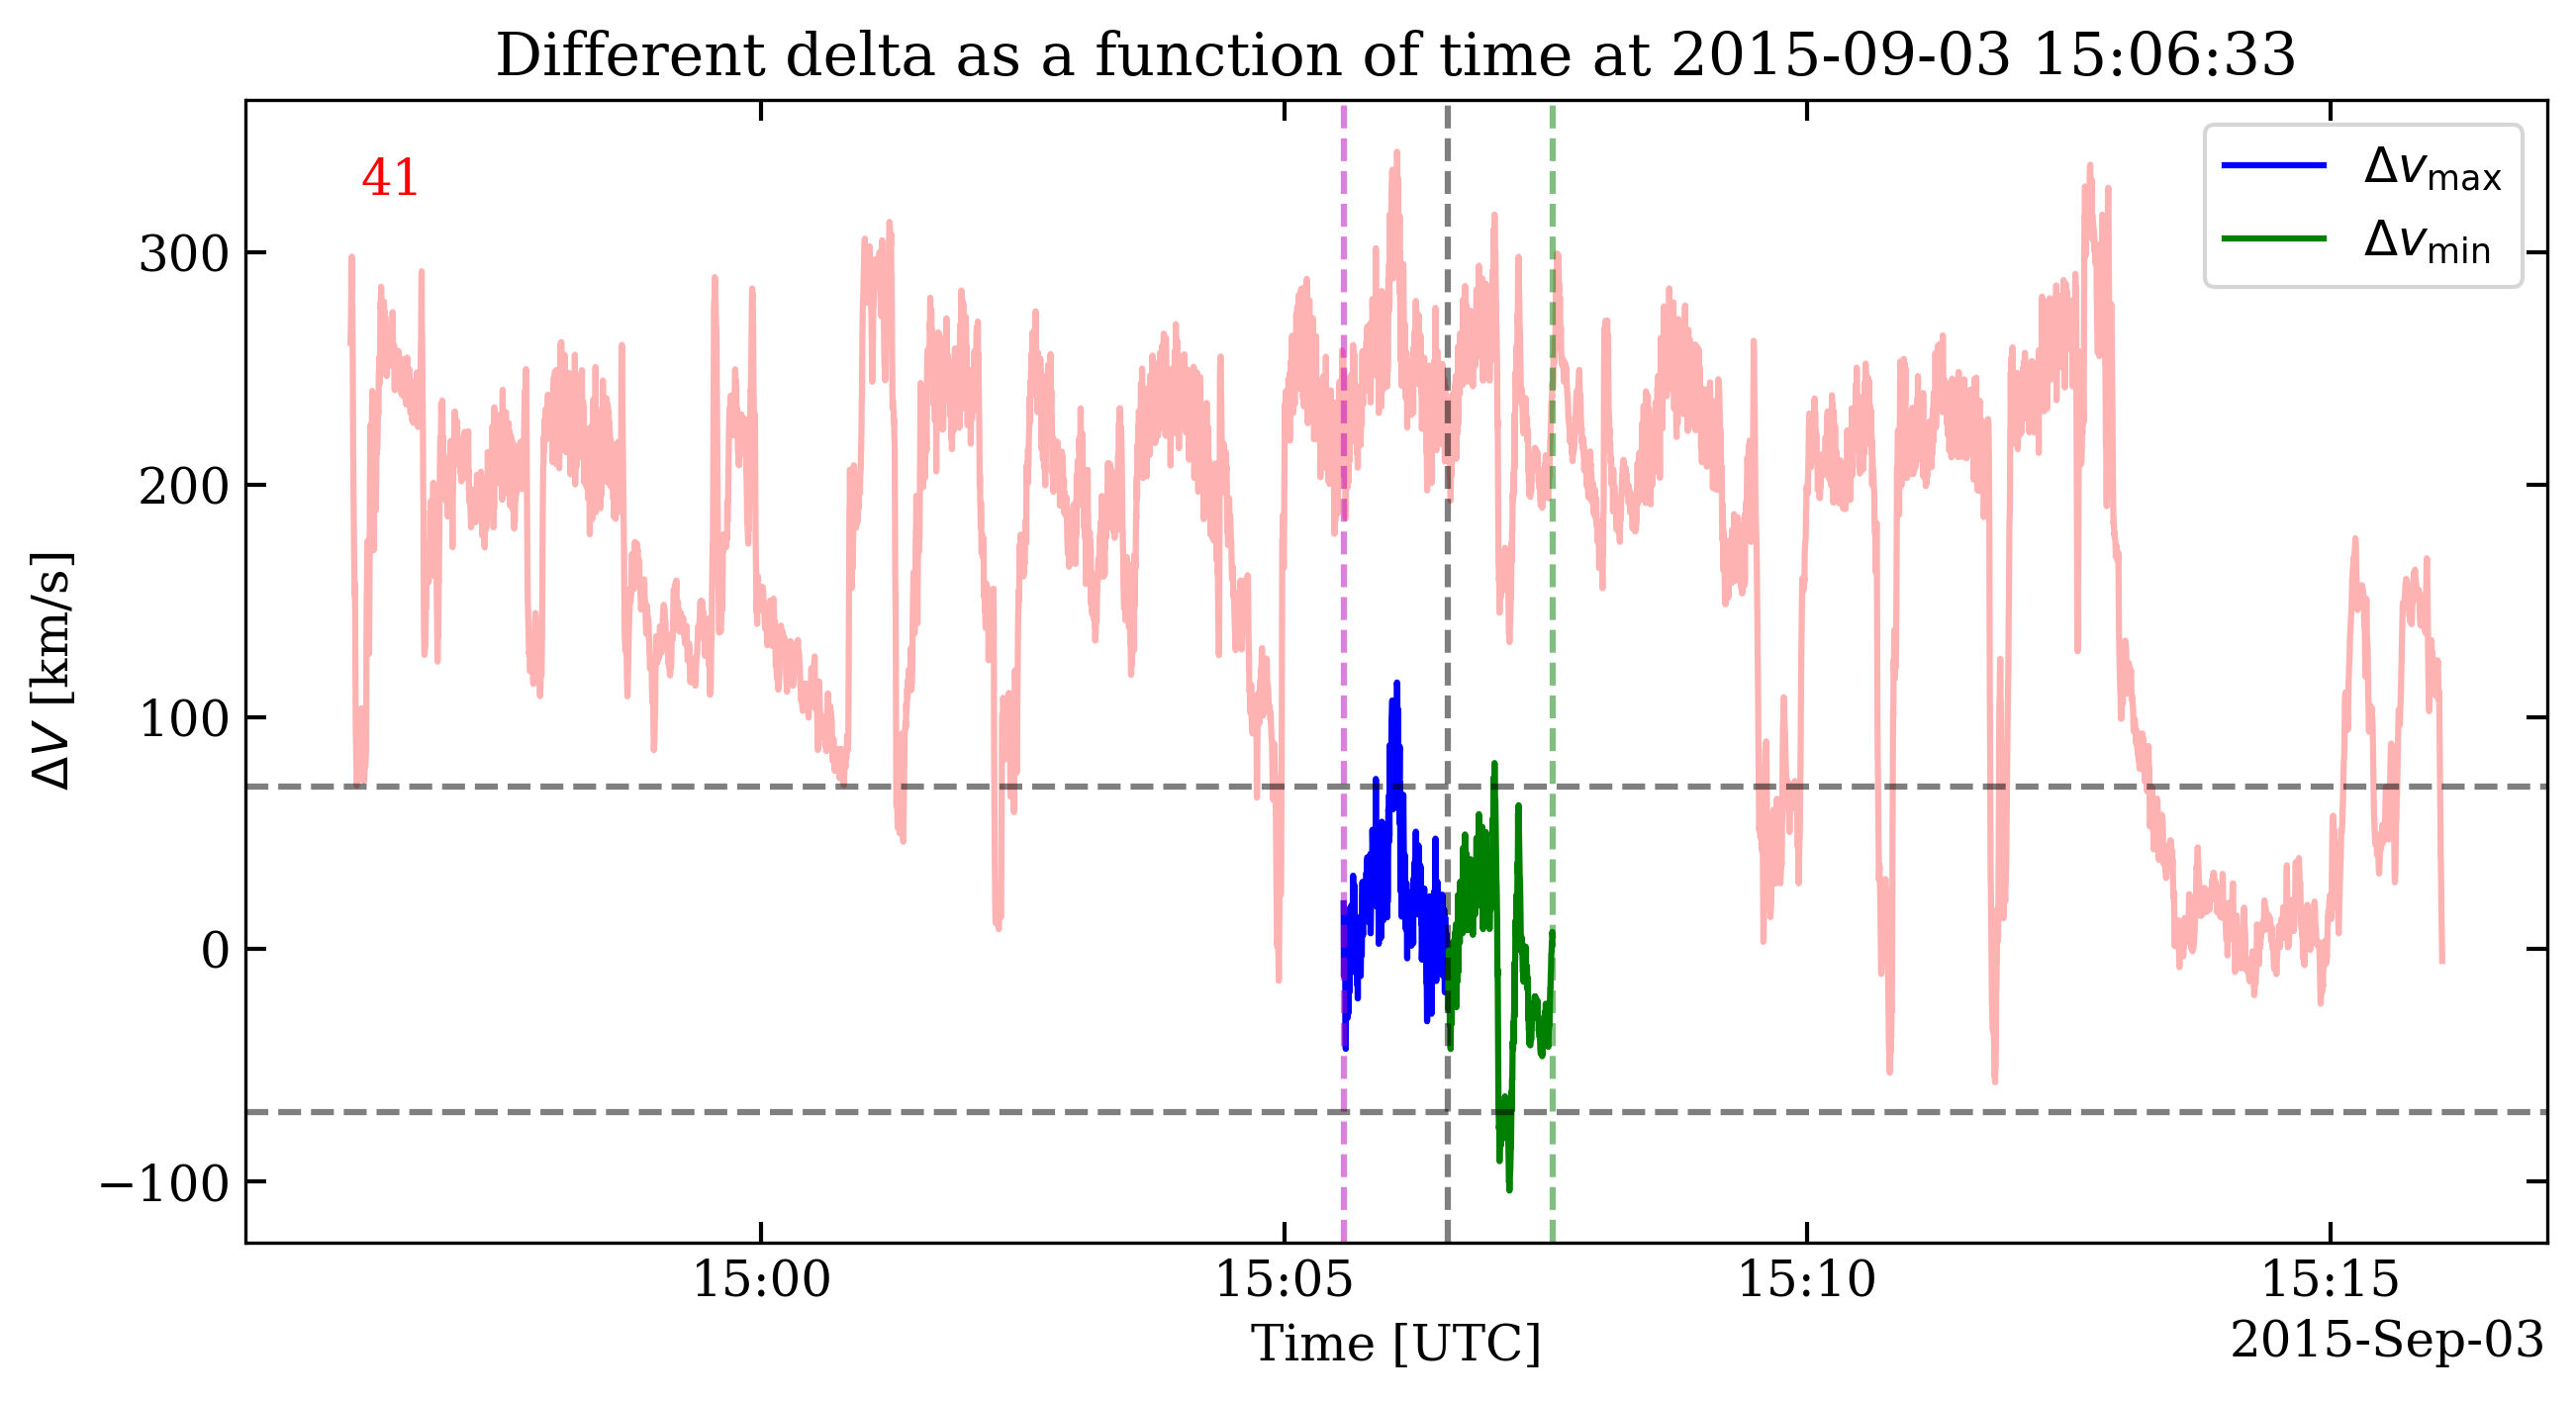 Different delta as a function of time at 2015-09-03 15:06:33
41
Δv_max
Δv_min
300
200
100
0
−100
ΔV [km/s]
15:00 15:05 15:10 15:15
Time [UTC]
2015-Sep-03